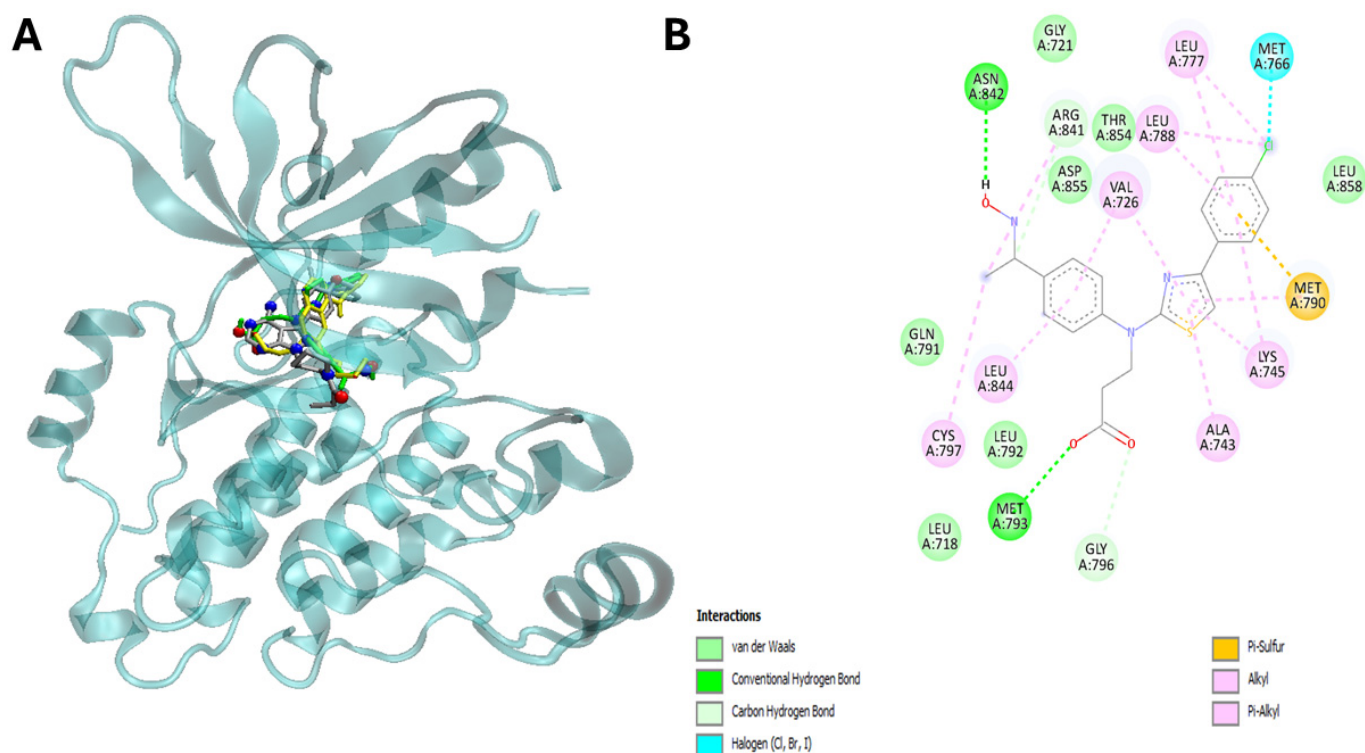 A
B
GLY
A:721
LEU
A:777
MET
A:766
ASN
A:842
ARG
A:841
THR
A:854
LEU
A:788
Cl
ASP
A:855
VAL
A:726
LEU
A:858
H
O
N
N
MET
A:790
S
N
GLN
A:791
LEU
A:844
LYS
A:745
CYS
A:797
LEU
A:792
O
O
ALA
A:743
MET
A:793
LEU
A:718
GLY
A:796
Interactions
van der Waals
Conventional Hydrogen Bond
Carbon Hydrogen Bond
Halogen (Cl, Br, I)
Pi-Sulfur
Alkyl
Pi-Alkyl